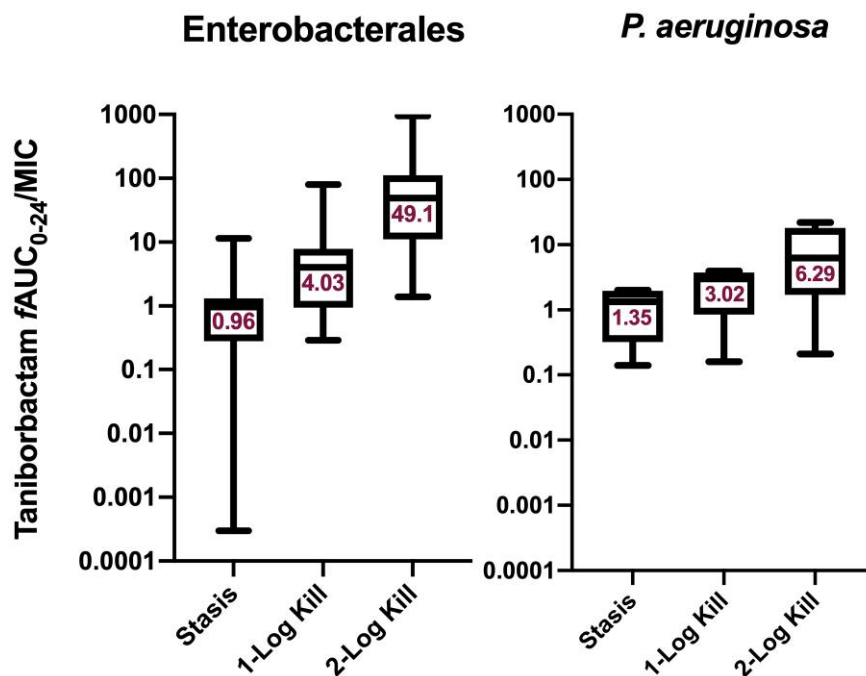 Enterobacterales
P. aeruginosa
Taniborbactam fAUC0-24/MIC
1000
100
10
1
0.1
0.01
0.001
0.0001
0.96
4.03
49.1
Stasis
1-Log Kill
2-Log Kill
1000
100
10
1
0.1
0.01
0.001
0.0001
1.35
3.02
6.29
Stasis
1-Log Kill
2-Log Kill